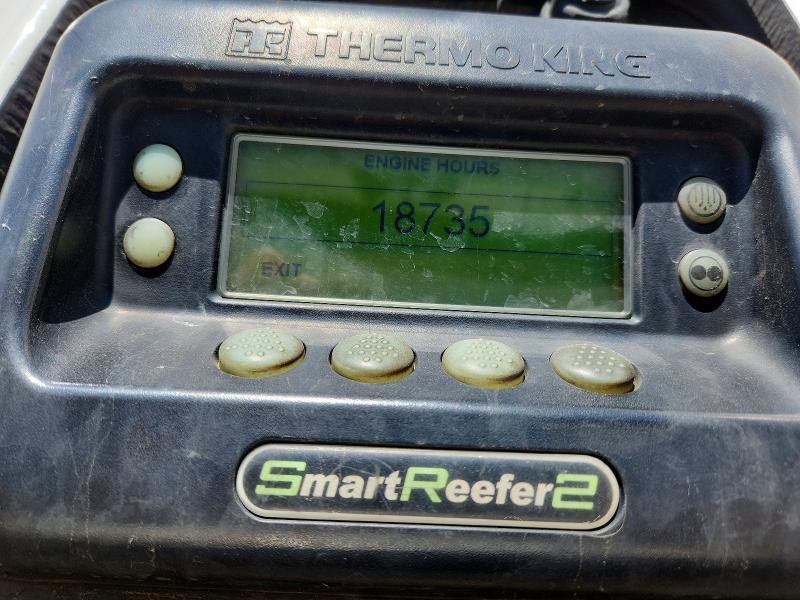 THERMO KING
ENGINE HOURS
18735
EXIT
SmartReefer2